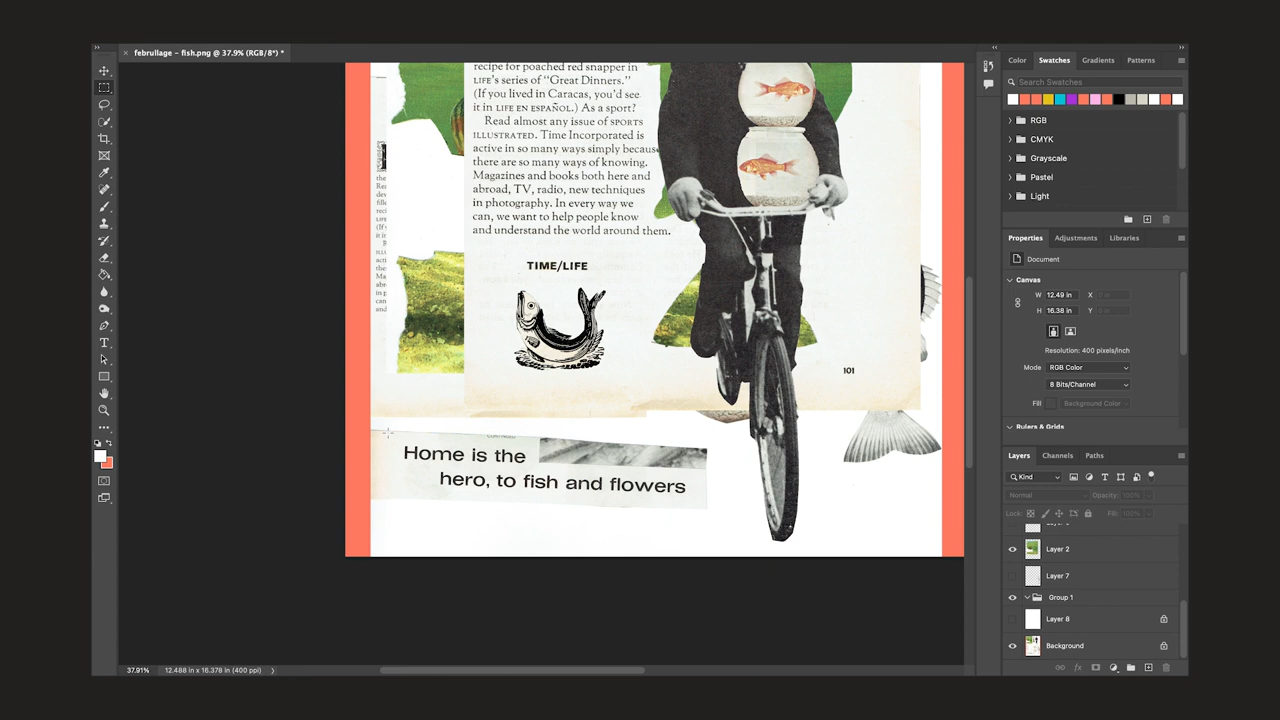 februllage – fish.png @ 37.9% (RGB/8*) *
recipe for poached red snapper in
LIFE's series of "Great Dinners."
(If you lived in Caracas, you'd see
it in LIFE EN ESPAÑOL.) As a sport?
Read almost any issue of SPORTS
ILLUSTRATED. Time Incorporated is
active in so many ways simply because
there are so many ways of knowing.
Magazines and books both here and
abroad, TV, radio, new techniques
in photography. In every way we
can, we want to help people know
and understand the world around them.
TIME/LIFE
101
Home is the
hero, to fish and flowers
37.91%
12.488 in x 16.378 in (400 ppi)
Color
Swatches
Gradients
Patterns
Search Swatches
RGB
CMYK
Grayscale
Pastel
Light
Properties
Adjustments
Libraries
Document
Canvas
W 12.49 in X 0 in
H 16.38 in Y 0 in
Resolution: 400 pixels/inch
Mode RGB Color
8 Bits/Channel
Fill Background Color
Rulers & Grids
Layers
Channels
Paths
Kind
Normal Opacity: 100%
Lock: Fill: 100%
Layer 2
Layer 7
Group 1
Layer 8
Background